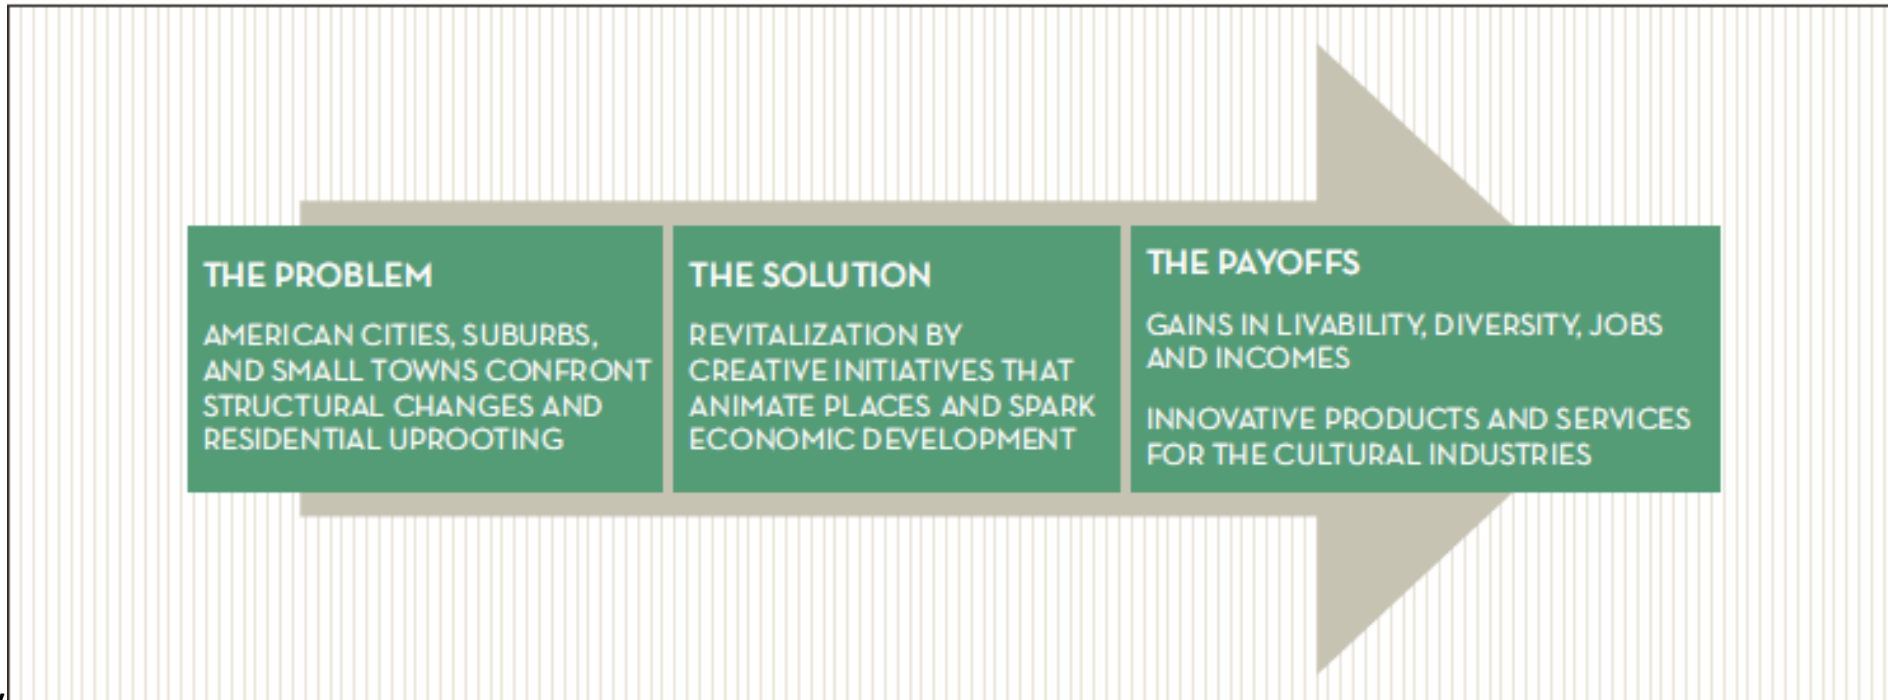 THE PROBLEM
AMERICAN CITIES, SUBURBS,
AND SMALL TOWNS CONFRONT
STRUCTURAL CHANGES AND
RESIDENTIAL UPROOTING
THE SOLUTION
REVITALIZATION BY
CREATIVE INITIATIVES THAT
ANIMATE PLACES AND SPARK
ECONOMIC DEVELOPMENT
THE PAYOFFS
GAINS IN LIVABILITY, DIVERSITY, JOBS
AND INCOMES
INNOVATIVE PRODUCTS AND SERVICES
FOR THE CULTURAL INDUSTRIES